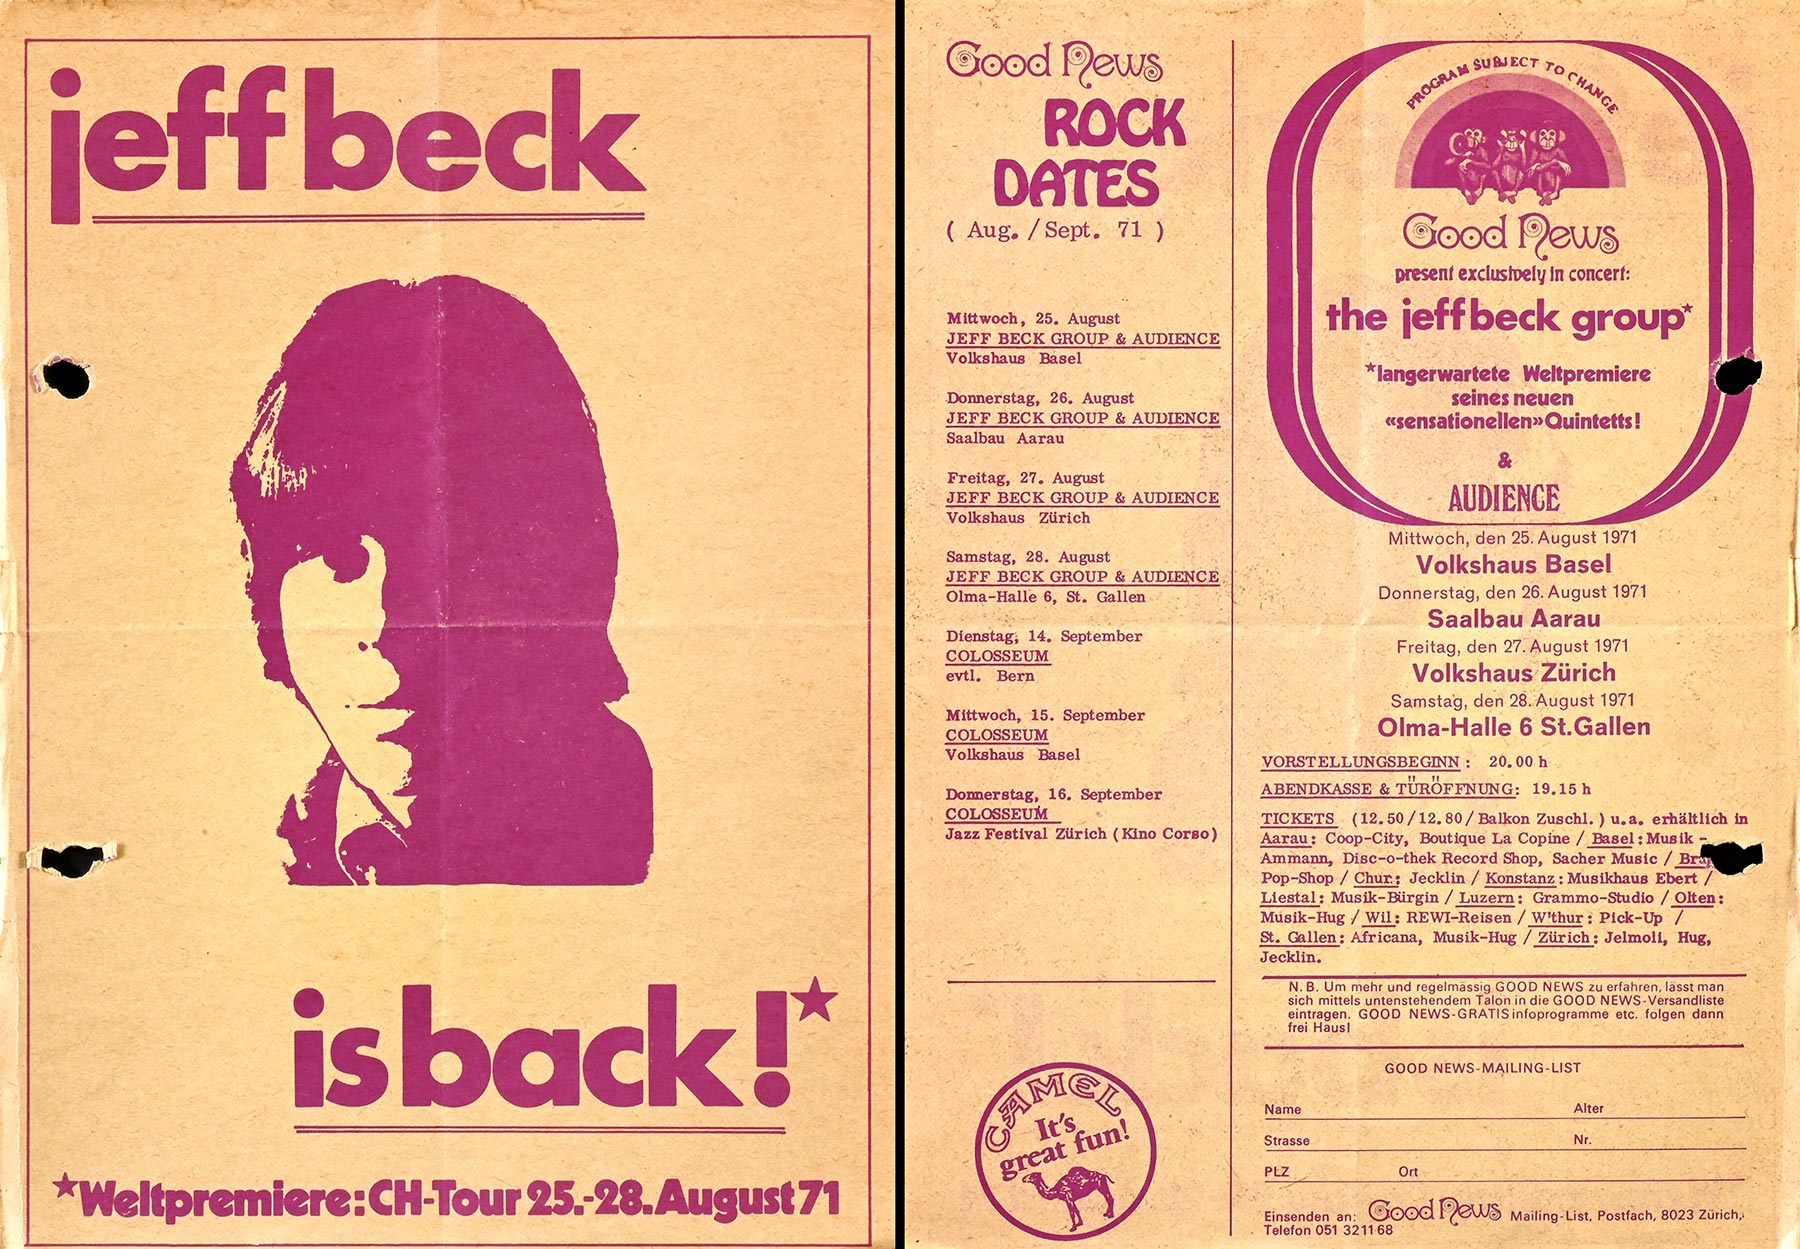 jeff beck
is back!*
*Weltpremiere: CH-Tour 25.-28. August 71
Good News
ROCK
DATES
( Aug. / Sept. 71 )
Mittwoch, 25. August
JEFF BECK GROUP & AUDIENCE
Volkshaus Basel
Donnerstag, 26. August
JEFF BECK GROUP & AUDIENCE
Saalbau Aarau
Freitag, 27. August
JEFF BECK GROUP & AUDIENCE
Volkshaus Zürich
Samstag, 28. August
JEFF BECK GROUP & AUDIENCE
Olma-Halle 6, St. Gallen
Dienstag, 14. September
COLOSSEUM
evtl. Bern
Mittwoch, 15. September
COLOSSEUM
Volkshaus Basel
Donnerstag, 16. September
COLOSSEUM
Jazz Festival Zürich (Kino Corso)
CAMEL
It's
great fun!
PROGRAM SUBJECT TO CHANGE
Good News
present exclusively in concert:
the jeff beck group*
*langerwartete Weltpremiere
seines neuen
«sensationellen» Quintetts!
&
AUDIENCE
Mittwoch, den 25. August 1971
Volkshaus Basel
Donnerstag, den 26. August 1971
Saalbau Aarau
Freitag, den 27. August 1971
Volkshaus Zürich
Samstag, den 28. August 1971
Olma-Halle 6 St.Gallen
VORSTELLUNGSBEGINN : 20.00 h
ABENDKASSE & TÜRÖFFNUNG: 19.15 h
TICKETS (12.50/12.80/Balkon Zuschl.) u.a. erhältlich in
Aarau: Coop-City, Boutique La Copine / Basel: Musik -
Ammann, Disc-o-thek Record Shop, Sacher Music /
Pop-Shop / Chur: Jecklin / Konstanz: Musikhaus Ebert /
Liestal: Musik-Bürgin / Luzern: Grammo-Studio / Olten:
Musik-Hug / Wil: REWI-Reisen / W'thur: Pick-Up /
St. Gallen: Africana, Musik-Hug / Zürich: Jelmoli, Hug,
Jecklin.
N.B. Um mehr und regelmässig GOOD NEWS zu erfahren, lässt man
sich mittels untenstehendem Talon in die GOOD NEWS-Versandliste
eintragen. GOOD NEWS-GRATISinfoprogramme etc. folgen dann
frei Haus!
GOOD NEWS-MAILING-LIST
Name Alter
Strasse Nr.
PLZ Ort
Einsenden an: Good News Mailing-List, Postfach, 8023 Zürich,
Telefon 051 32 11 68